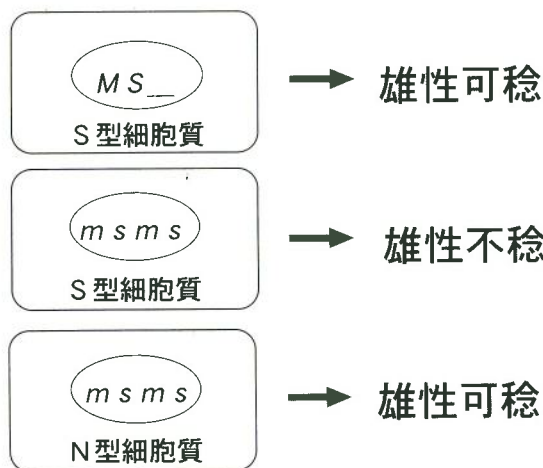 MS__
S型細胞質
→ 雄性可稔
msms
S型細胞質
→ 雄性不稔
msms
N型細胞質
→ 雄性可稔